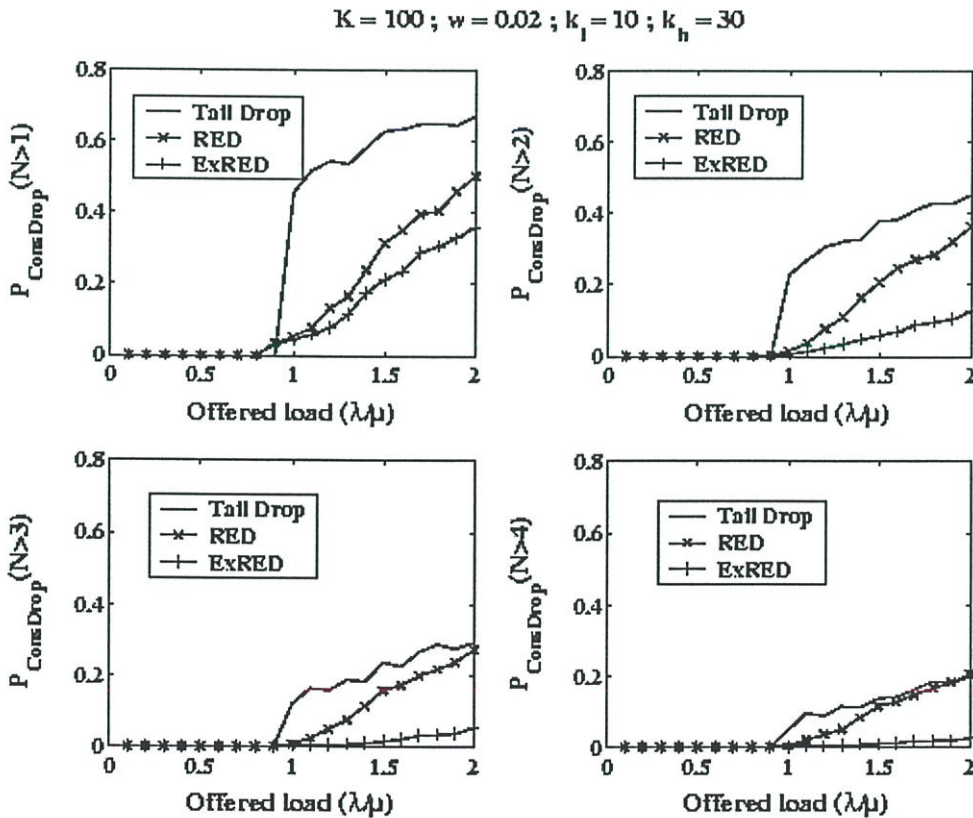 K = 100 ; w = 0.02 ; k_l = 10 ; k_h = 30
P_ConsDrop(N>1)
0.8
0.6
0.4
0.2
0
Tail Drop
RED
ExRED
0 0.5 1 1.5 2
Offered load (λ/μ)
P_ConsDrop(N>2)
0.8
0.6
0.4
0.2
0
Tail Drop
RED
ExRED
0 0.5 1 1.5 2
Offered load (λ/μ)
P_ConsDrop(N>3)
0.8
0.6
0.4
0.2
0
Tail Drop
RED
ExRED
0 0.5 1 1.5 2
Offered load (λ/μ)
P_ConsDrop(N>4)
0.8
0.6
0.4
0.2
0
Tail Drop
RED
ExRED
0 0.5 1 1.5 2
Offered load (λ/μ)